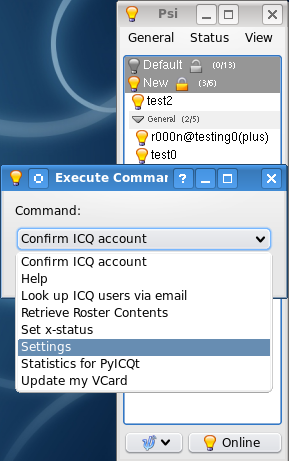 Psi
General Status View
Default (0/13)
New (3/6)
test2
General (2/5)
r000n@testing0(plus)
test0
Execute Comman
Command:
Confirm ICQ account
Confirm ICQ account
Help
Look up ICQ users via email
Retrieve Roster Contents
Set x-status
Settings
Statistics for PyICQt
Update my VCard
Online